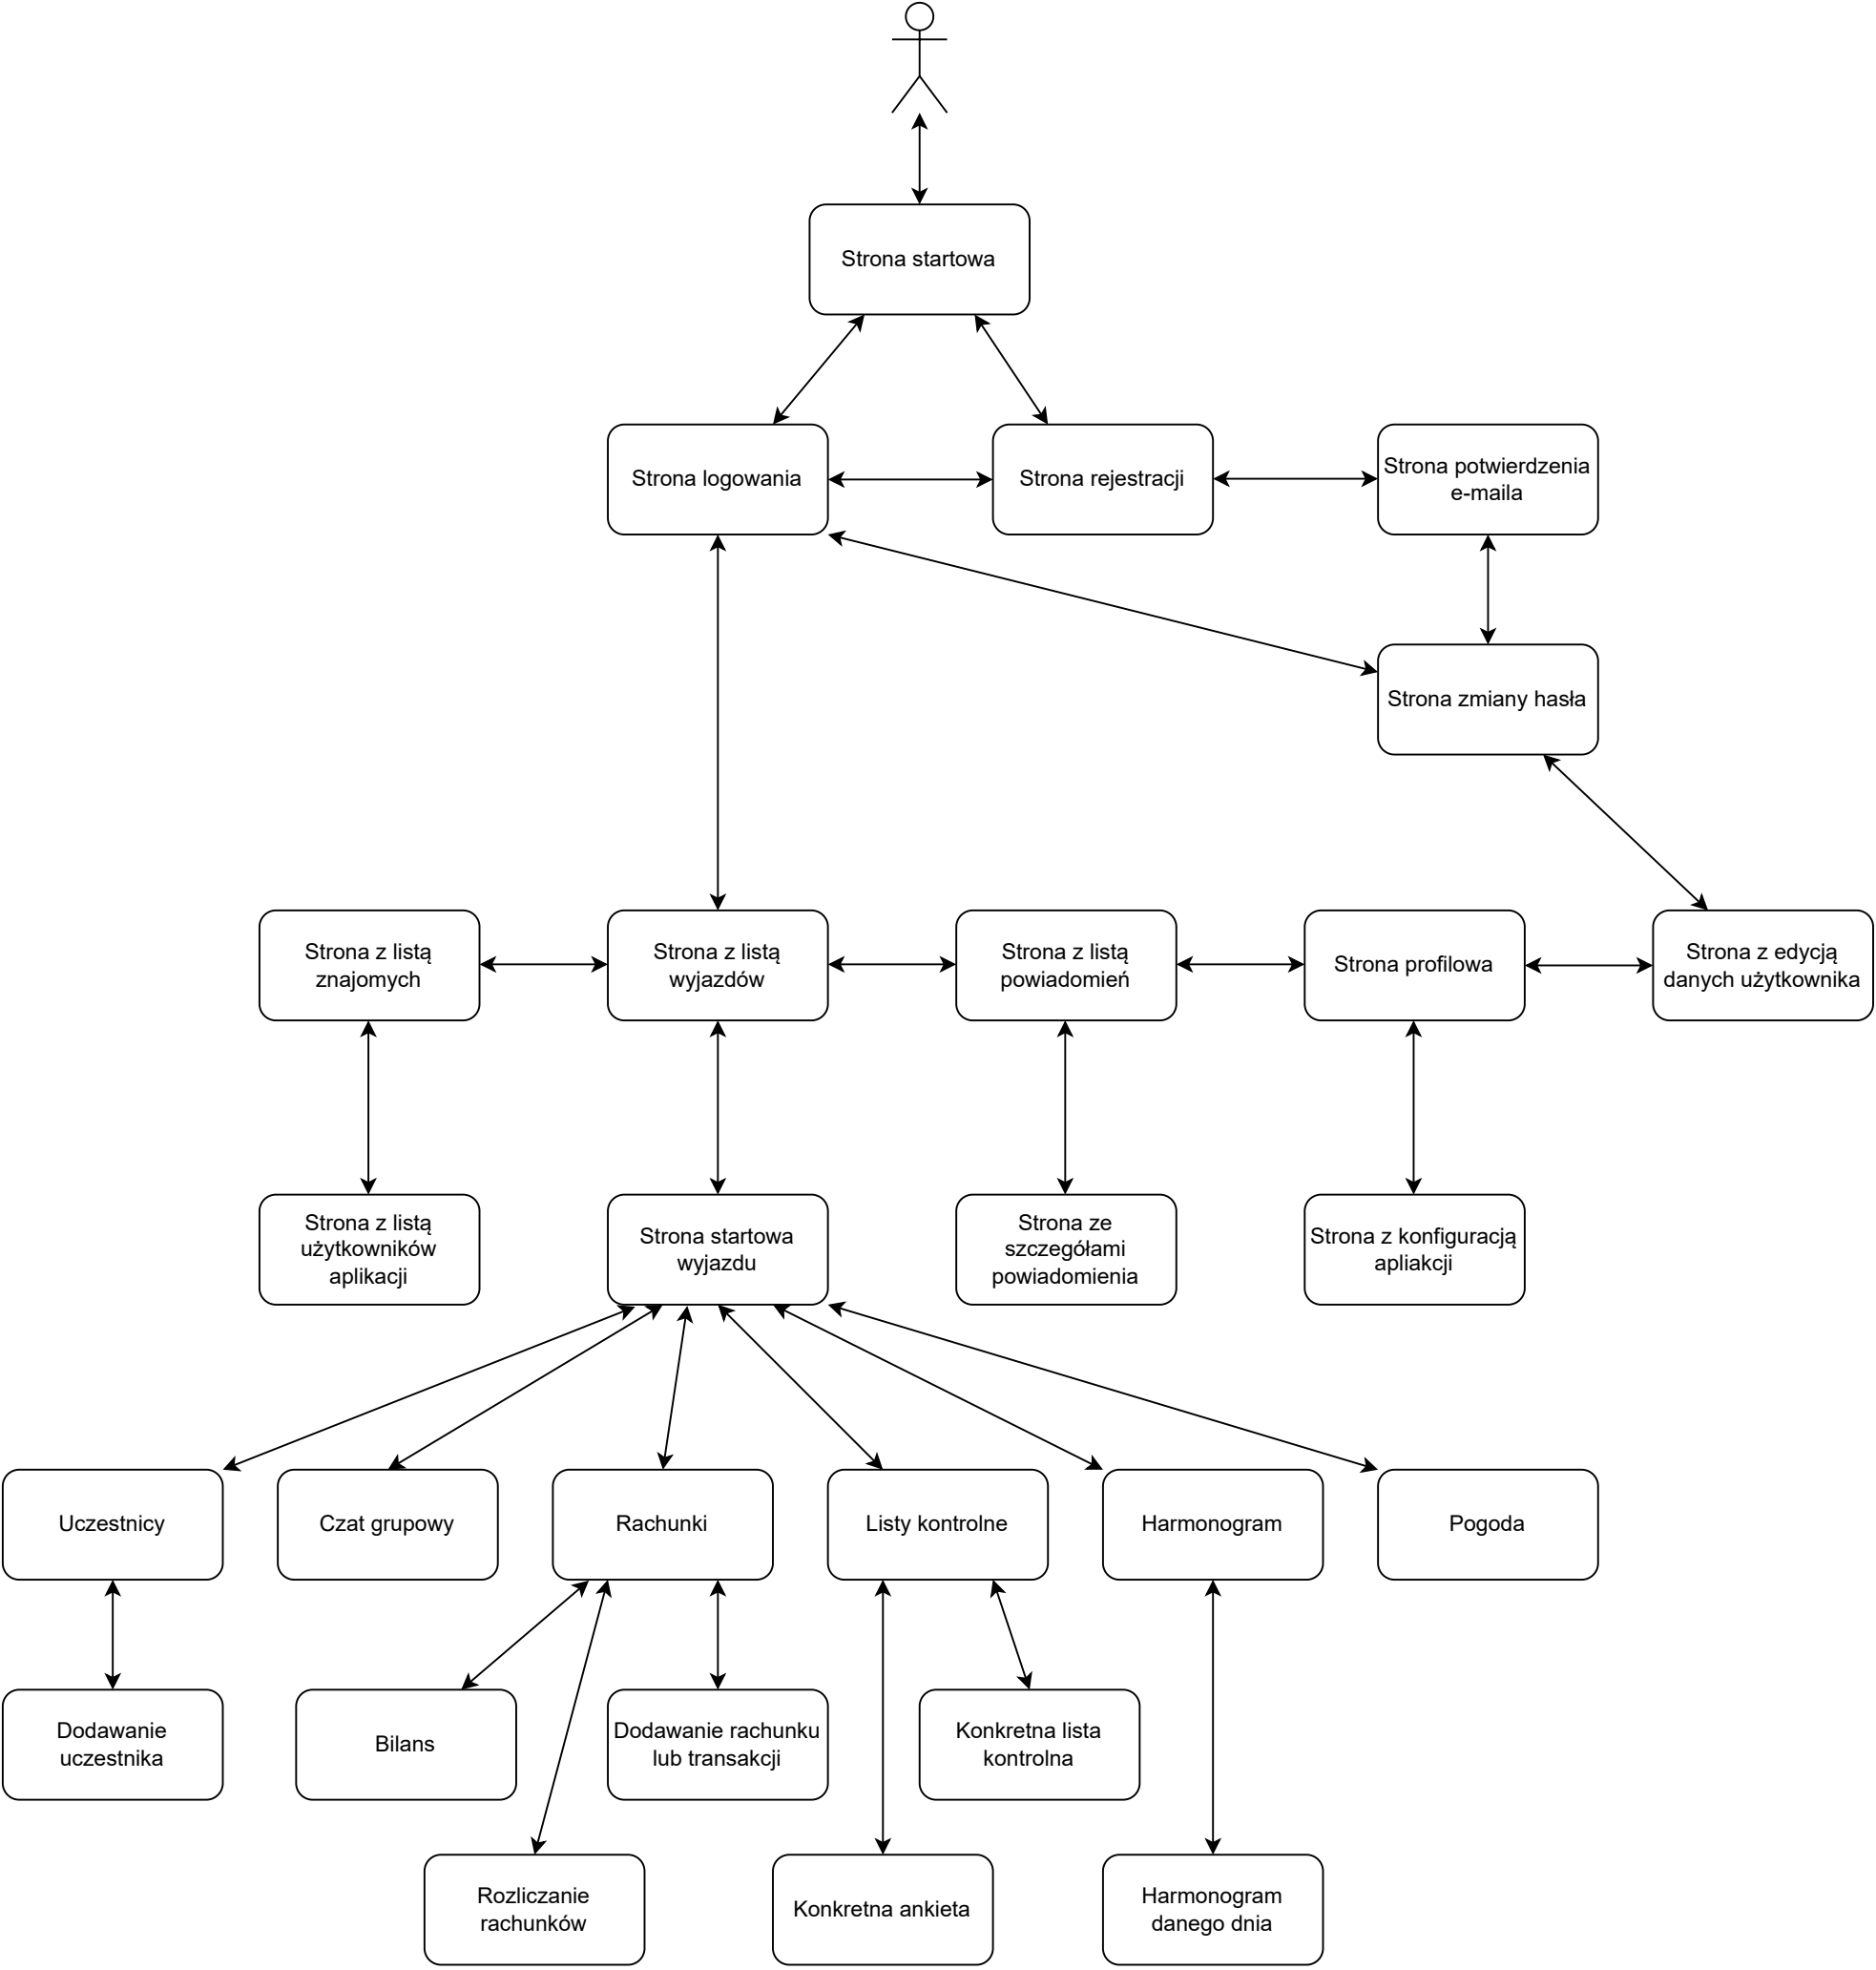 Strona startowa
Strona logowania
Strona rejestracji
Strona potwierdzenia
e-maila
Strona zmiany hasła
Strona z listą
znajomych
Strona z listą
wyjazdów
Strona z listą
powiadomień
Strona profilowa
Strona z edycją
danych użytkownika
Strona z listą
użytkowników
aplikacji
Strona startowa
wyjazdu
Strona ze
szczegółami
powiadomienia
Strona z konfiguracją
apliakcji
Uczestnicy
Czat grupowy
Rachunki
Listy kontrolne
Harmonogram
Pogoda
Dodawanie
uczestnika
Bilans
Dodawanie rachunku
lub transakcji
Konkretna lista
kontrolna
Rozliczanie
rachunków
Konkretna ankieta
Harmonogram
danego dnia